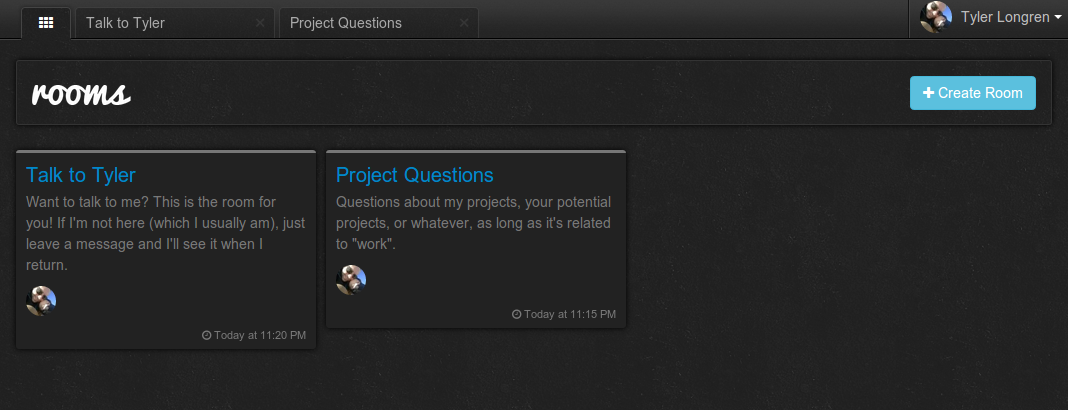 Talk to Tyler
Project Questions
Tyler Longren
rooms
Create Room
Talk to Tyler
Want to talk to me? This is the room for
you! If I'm not here (which I usually am), just
leave a message and I'll see it when I
return.
Today at 11:20 PM
Project Questions
Questions about my projects, your potential
projects, or whatever, as long as it's related
to "work".
Today at 11:15 PM